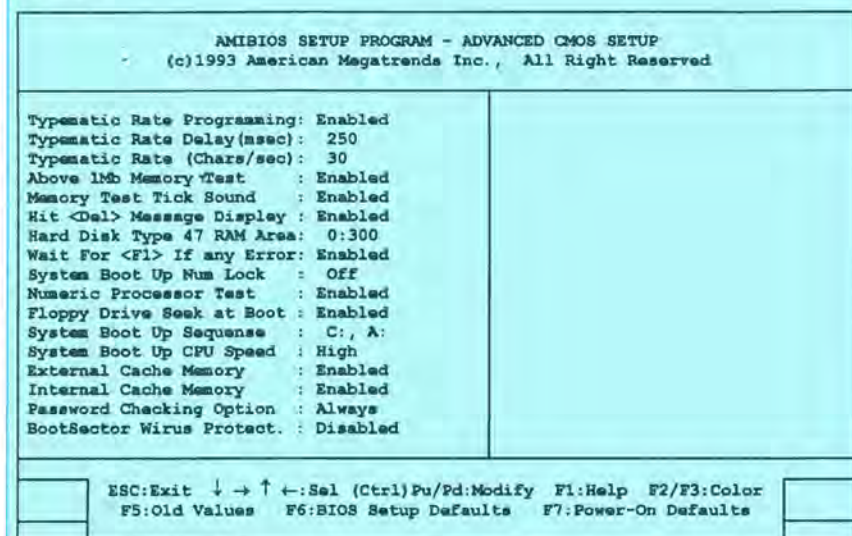 AMIBIOS SETUP PROGRAM - ADVANCED CMOS SETUP
(c)1993 American Megatrends Inc., All Right Reserved
Typematic Rate Programming: Enabled
Typematic Rate Delay(msec): 250
Typematic Rate (Chars/sec): 30
Above 1Mb Memory Test : Enabled
Memory Test Tick Sound : Enabled
Hit <Del> Message Display : Enabled
Hard Disk Type 47 RAM Area: 0:300
Wait For <F1> If any Error: Enabled
System Boot Up Num Lock : Off
Numeric Processor Test : Enabled
Floppy Drive Seek at Boot : Enabled
System Boot Up Sequense : C:, A:
System Boot Up CPU Speed : High
External Cache Memory : Enabled
Internal Cache Memory : Enabled
Password Checking Option : Always
BootSector Wirus Protect. : Disabled
ESC:Exit ↓ → ↑ ←:Sel (Ctrl)Pu/Pd:Modify F1:Help F2/F3:Color
F5:Old Values F6:BIOS Setup Defaults F7:Power-On Defaults